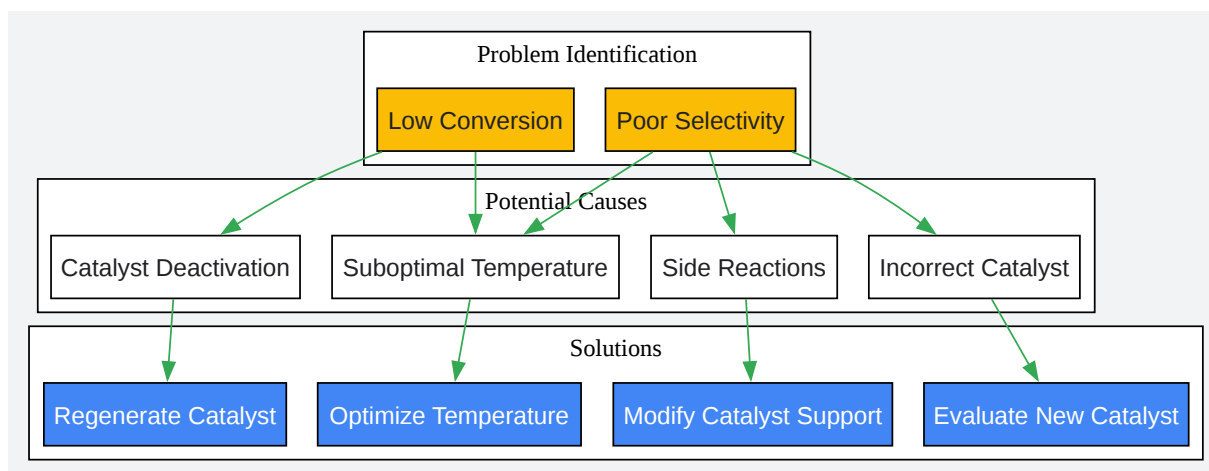 Problem Identification
Low Conversion
Poor Selectivity
Potential Causes
Catalyst Deactivation
Suboptimal Temperature
Side Reactions
Incorrect Catalyst
Solutions
Regenerate Catalyst
Optimize Temperature
Modify Catalyst Support
Evaluate New Catalyst